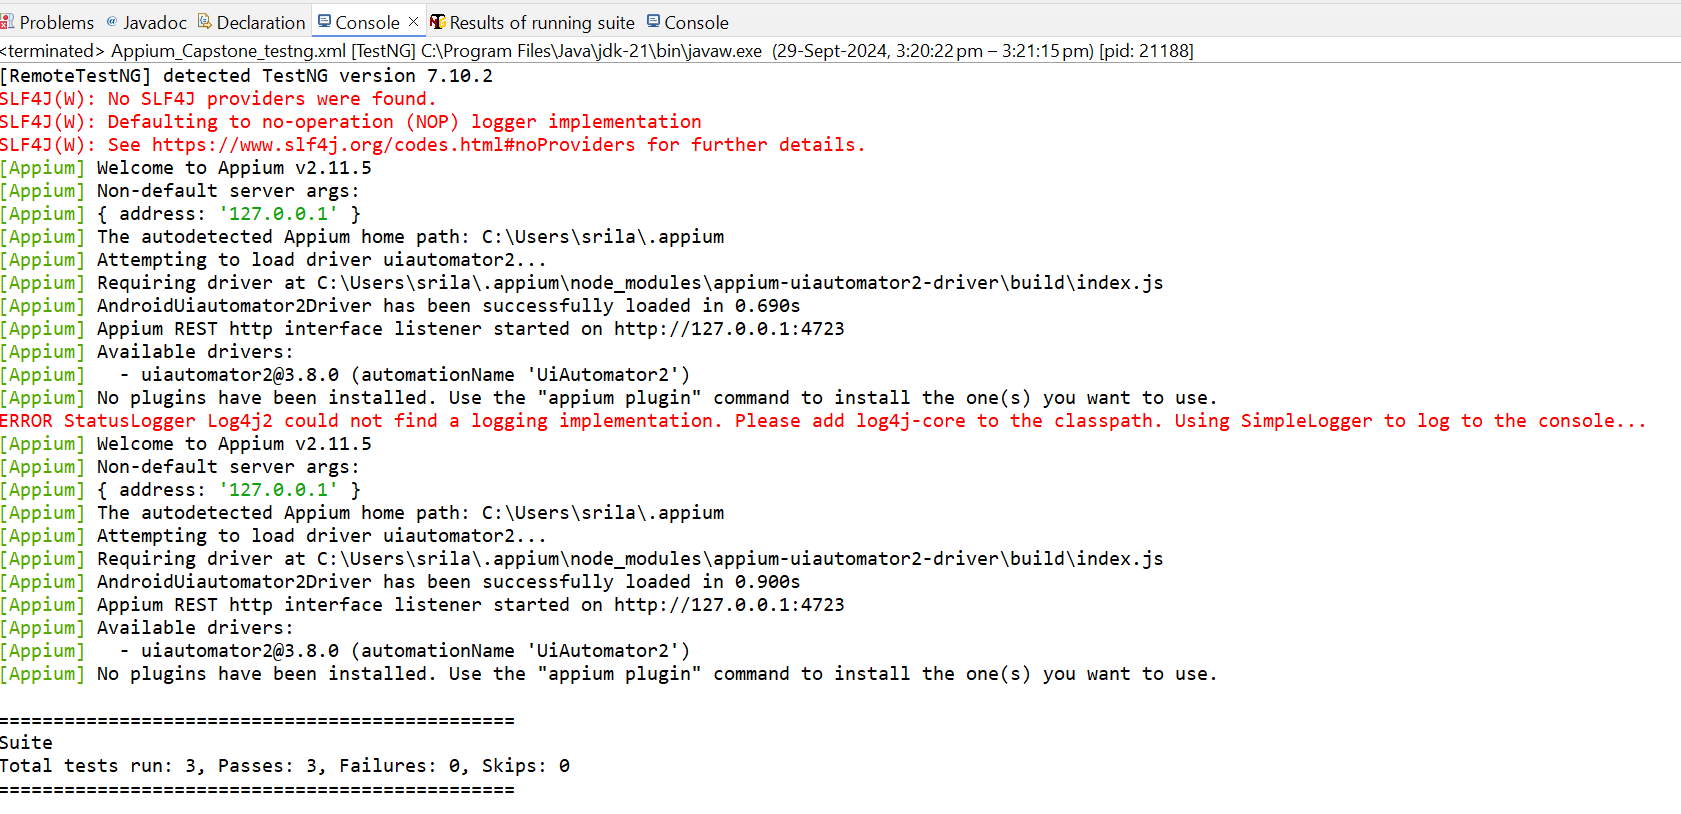 Problems @ Javadoc Declaration Console × Results of running suite Console
<terminated> Appium_Capstone_testng.xml [TestNG] C:\Program Files\Java\jdk-21\bin\javaw.exe (29-Sept-2024, 3:20:22 pm – 3:21:15 pm) [pid: 21188]
[RemoteTestNG] detected TestNG version 7.10.2
SLF4J(W): No SLF4J providers were found.
SLF4J(W): Defaulting to no-operation (NOP) logger implementation
SLF4J(W): See https://www.slf4j.org/codes.html#noProviders for further details.
[Appium] Welcome to Appium v2.11.5
[Appium] Non-default server args:
[Appium] { address: '127.0.0.1' }
[Appium] The autodetected Appium home path: C:\Users\srila\.appium
[Appium] Attempting to load driver uiautomator2...
[Appium] Requiring driver at C:\Users\srila\.appium\node_modules\appium-uiautomator2-driver\build\index.js
[Appium] AndroidUiautomator2Driver has been successfully loaded in 0.690s
[Appium] Appium REST http interface listener started on http://127.0.0.1:4723
[Appium] Available drivers:
[Appium]   - uiautomator2@3.8.0 (automationName 'UiAutomator2')
[Appium] No plugins have been installed. Use the "appium plugin" command to install the one(s) you want to use.
ERROR StatusLogger Log4j2 could not find a logging implementation. Please add log4j-core to the classpath. Using SimpleLogger to log to the console...
[Appium] Welcome to Appium v2.11.5
[Appium] Non-default server args:
[Appium] { address: '127.0.0.1' }
[Appium] The autodetected Appium home path: C:\Users\srila\.appium
[Appium] Attempting to load driver uiautomator2...
[Appium] Requiring driver at C:\Users\srila\.appium\node_modules\appium-uiautomator2-driver\build\index.js
[Appium] AndroidUiautomator2Driver has been successfully loaded in 0.900s
[Appium] Appium REST http interface listener started on http://127.0.0.1:4723
[Appium] Available drivers:
[Appium]   - uiautomator2@3.8.0 (automationName 'UiAutomator2')
[Appium] No plugins have been installed. Use the "appium plugin" command to install the one(s) you want to use.
===============================================
Suite
Total tests run: 3, Passes: 3, Failures: 0, Skips: 0
===============================================